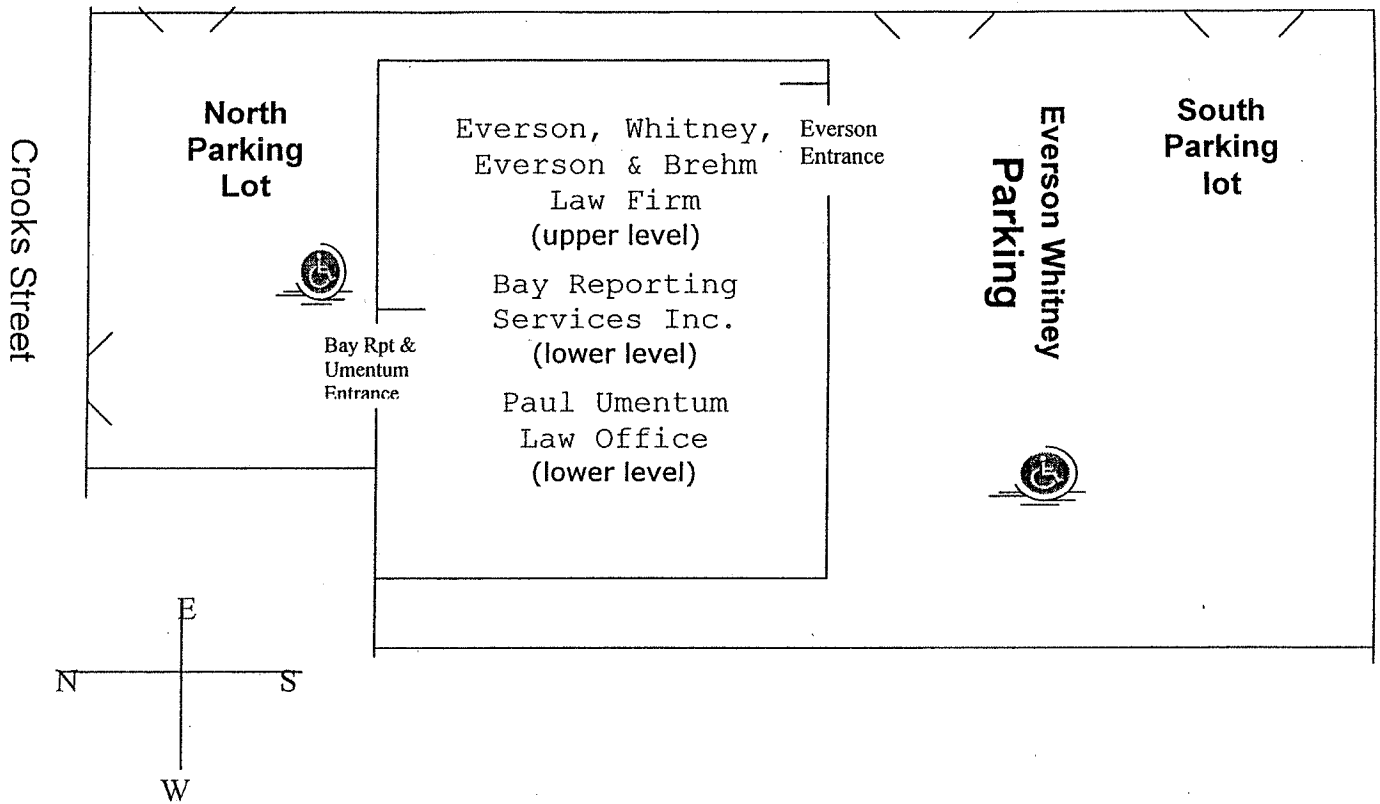 North
Parking
Lot
Crooks Street
Everson, Whitney,
Everson & Brehm
Law Firm
(upper level)
Bay Reporting
Services Inc.
(lower level)
Paul Umentum
Law Office
(lower level)
Everson
Entrance
Bay Rpt &
Umentum
Entrance
Everson Whitney
Parking
South
Parking
lot
E
N
S
W